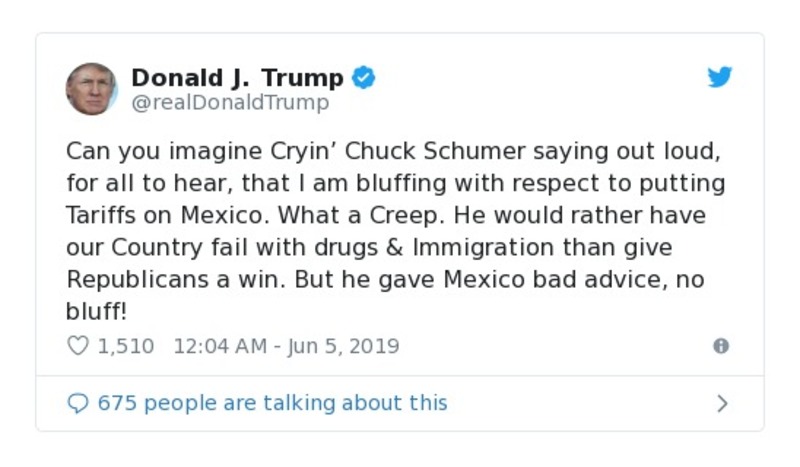 Donald J. Trump
@realDonaldTrump
Can you imagine Cryin’ Chuck Schumer saying out loud,
for all to hear, that I am bluffing with respect to putting
Tariffs on Mexico. What a Creep. He would rather have
our Country fail with drugs & Immigration than give
Republicans a win. But he gave Mexico bad advice, no
bluff!
1,510 12:04 AM - Jun 5, 2019
675 people are talking about this